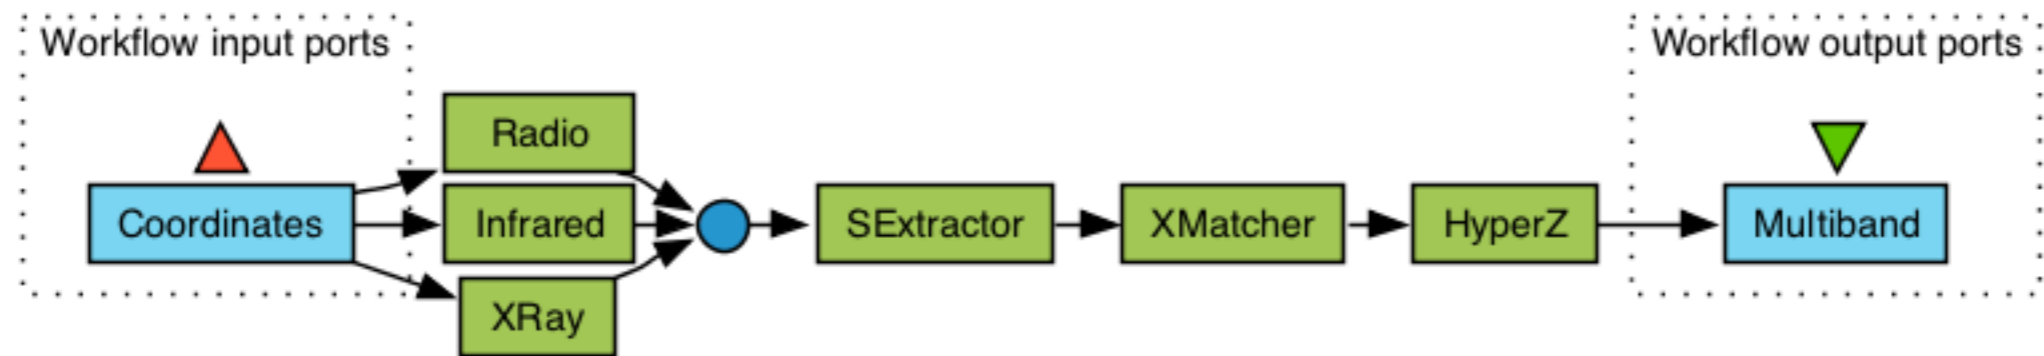 Workflow input ports
Workflow output ports
Radio
Coordinates
Infrared
SExtractor
XMatcher
HyperZ
Multiband
XRay